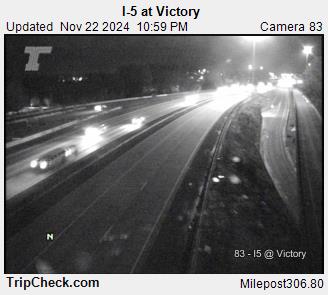 I-5 at Victory
Updated Nov 22 2024 10:59 PM Camera 83
T
N
83 - I5 @ Victory
TripCheck.com Milepost306.80